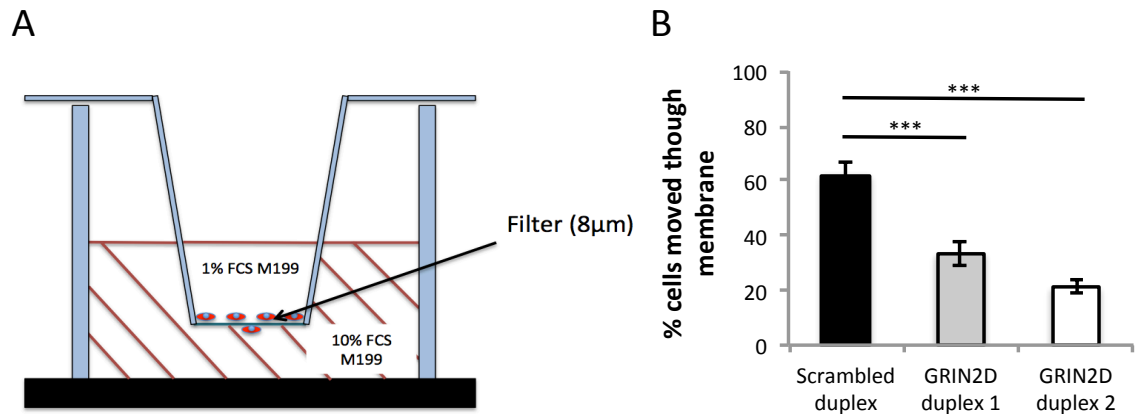 A
1% FCS M199
10% FCS
M199
Filter (8μm)
B
% cells moved though
membrane
100
80
60
40
20
0
***
***
Scrambled
duplex
GRIN2D
duplex 1
GRIN2D
duplex 2